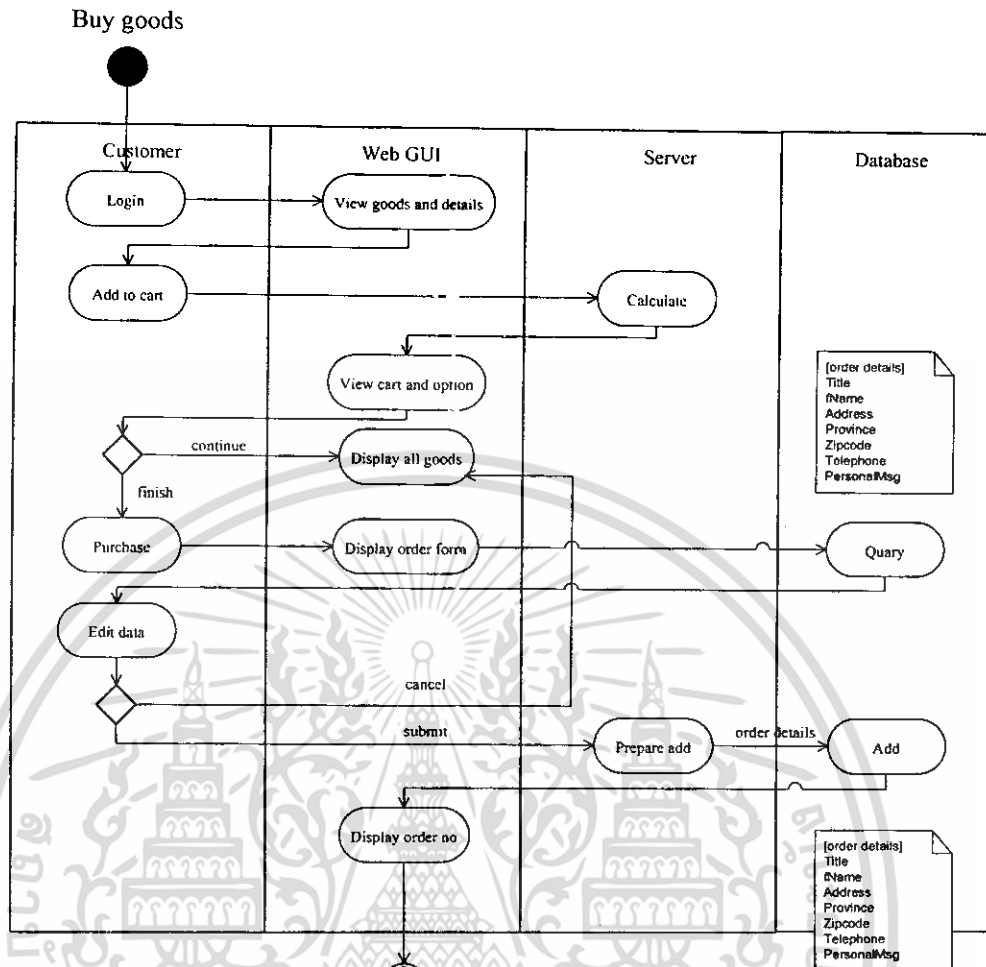 Buy goods
Customer
Web GUI
Server
Database
Login
View goods and details
Add to cart
Calculate
View cart and option
[order details]
Title
fName
Address
Province
Zipcode
Telephone
PersonalMsg
continue
Display all goods
finish
Purchase
Display order form
Quary
Edit data
cancel
submit
Prepare add
order details
Add
Display order no
[order details]
Title
fName
Address
Province
Zipcode
Telephone
PersonalMsg